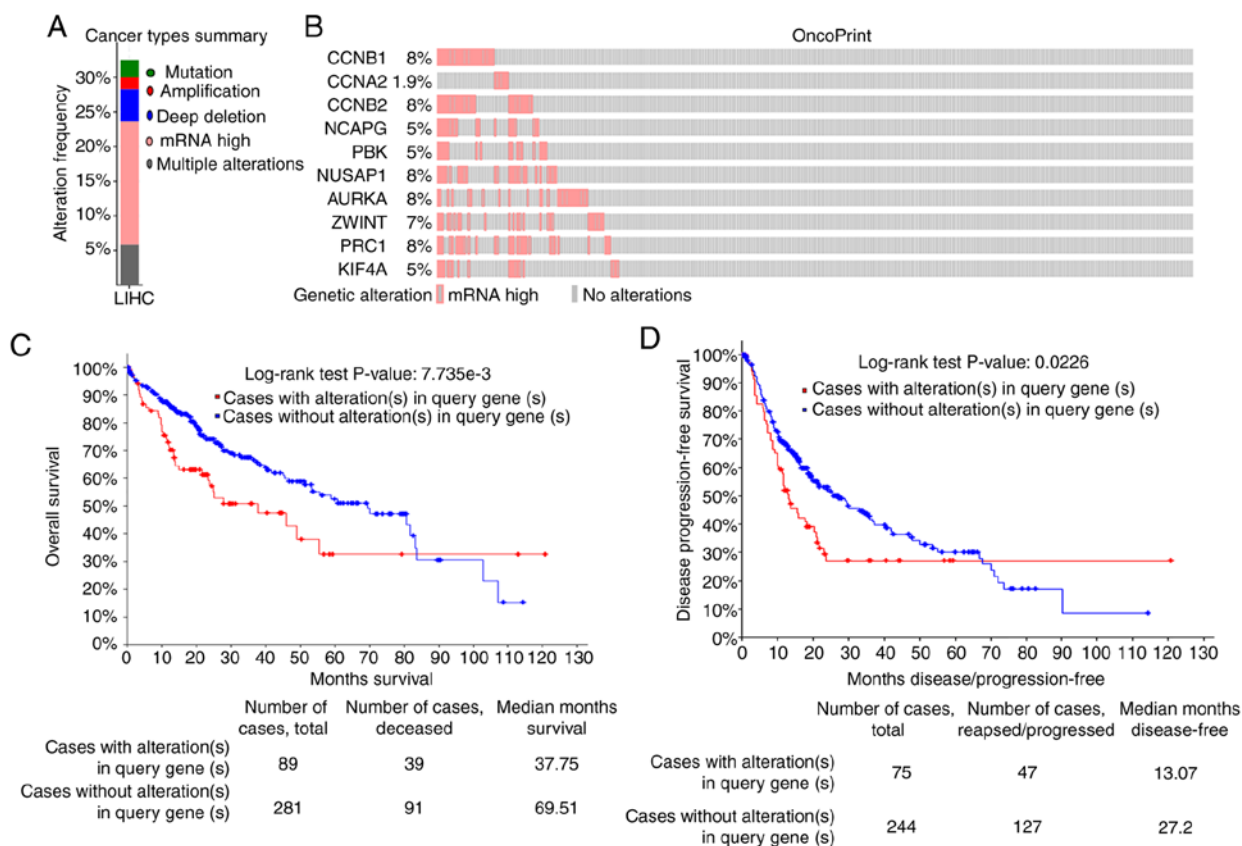 A
Cancer types summary
Alteration frequency
30%
25%
20%
15%
10%
5%
LIHC
Mutation
Amplification
Deep deletion
mRNA high
Multiple alterations
B
OncoPrint
CCNB1 8%
CCNA2 1.9%
CCNB2 8%
NCAPG 5%
PBK 5%
NUSAP1 8%
AURKA 8%
ZWINT 7%
PRC1 8%
KIF4A 5%
Genetic alteration mRNA high No alterations
C
Log-rank test P-value: 7.735e-3
Cases with alteration(s) in query gene (s)
Cases without alteration(s) in query gene (s)
Overall survival
100%
90%
80%
70%
60%
50%
40%
30%
20%
10%
0%
0 10 20 30 40 50 60 70 80 90 100 110 120 130
Months survival
Number of Number of cases, Median months
cases, total deceased survival
Cases with alteration(s)
in query gene (s) 89 39 37.75
Cases without alteration(s)
in query gene (s) 281 91 69.51
D
Log-rank test P-value: 0.0226
Cases with alteration(s) in query gene (s)
Cases without alteration(s) in query gene (s)
Disease progression-free survival
100%
90%
80%
70%
60%
50%
40%
30%
20%
10%
0%
0 10 20 30 40 50 60 70 80 90 100 110 120 130
Months disease/progression-free
Number of cases, Number of cases, Median months
total reapsed/progressed disease-free
Cases with alteration(s)
in query gene (s) 75 47 13.07
Cases without alteration(s)
in query gene (s) 244 127 27.2